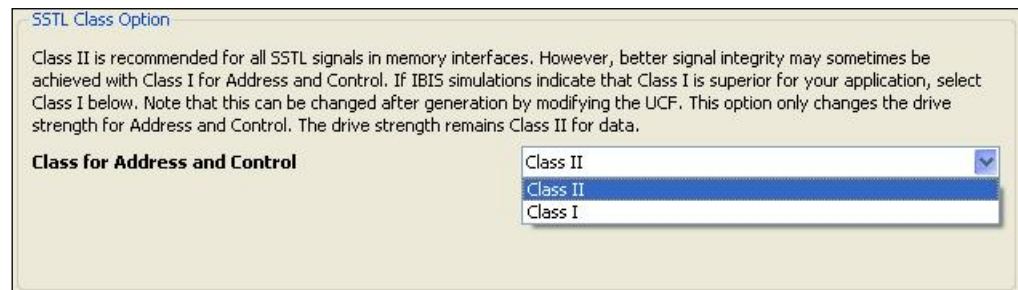 SSTL Class Option
Class II is recommended for all SSTL signals in memory interfaces. However, better signal integrity may sometimes be
achieved with Class I for Address and Control. If IBIS simulations indicate that Class I is superior for your application, select
Class I below. Note that this can be changed after generation by modifying the UCF. This option only changes the drive
strength for Address and Control. The drive strength remains Class II for data.
Class for Address and Control Class II
Class II
Class I